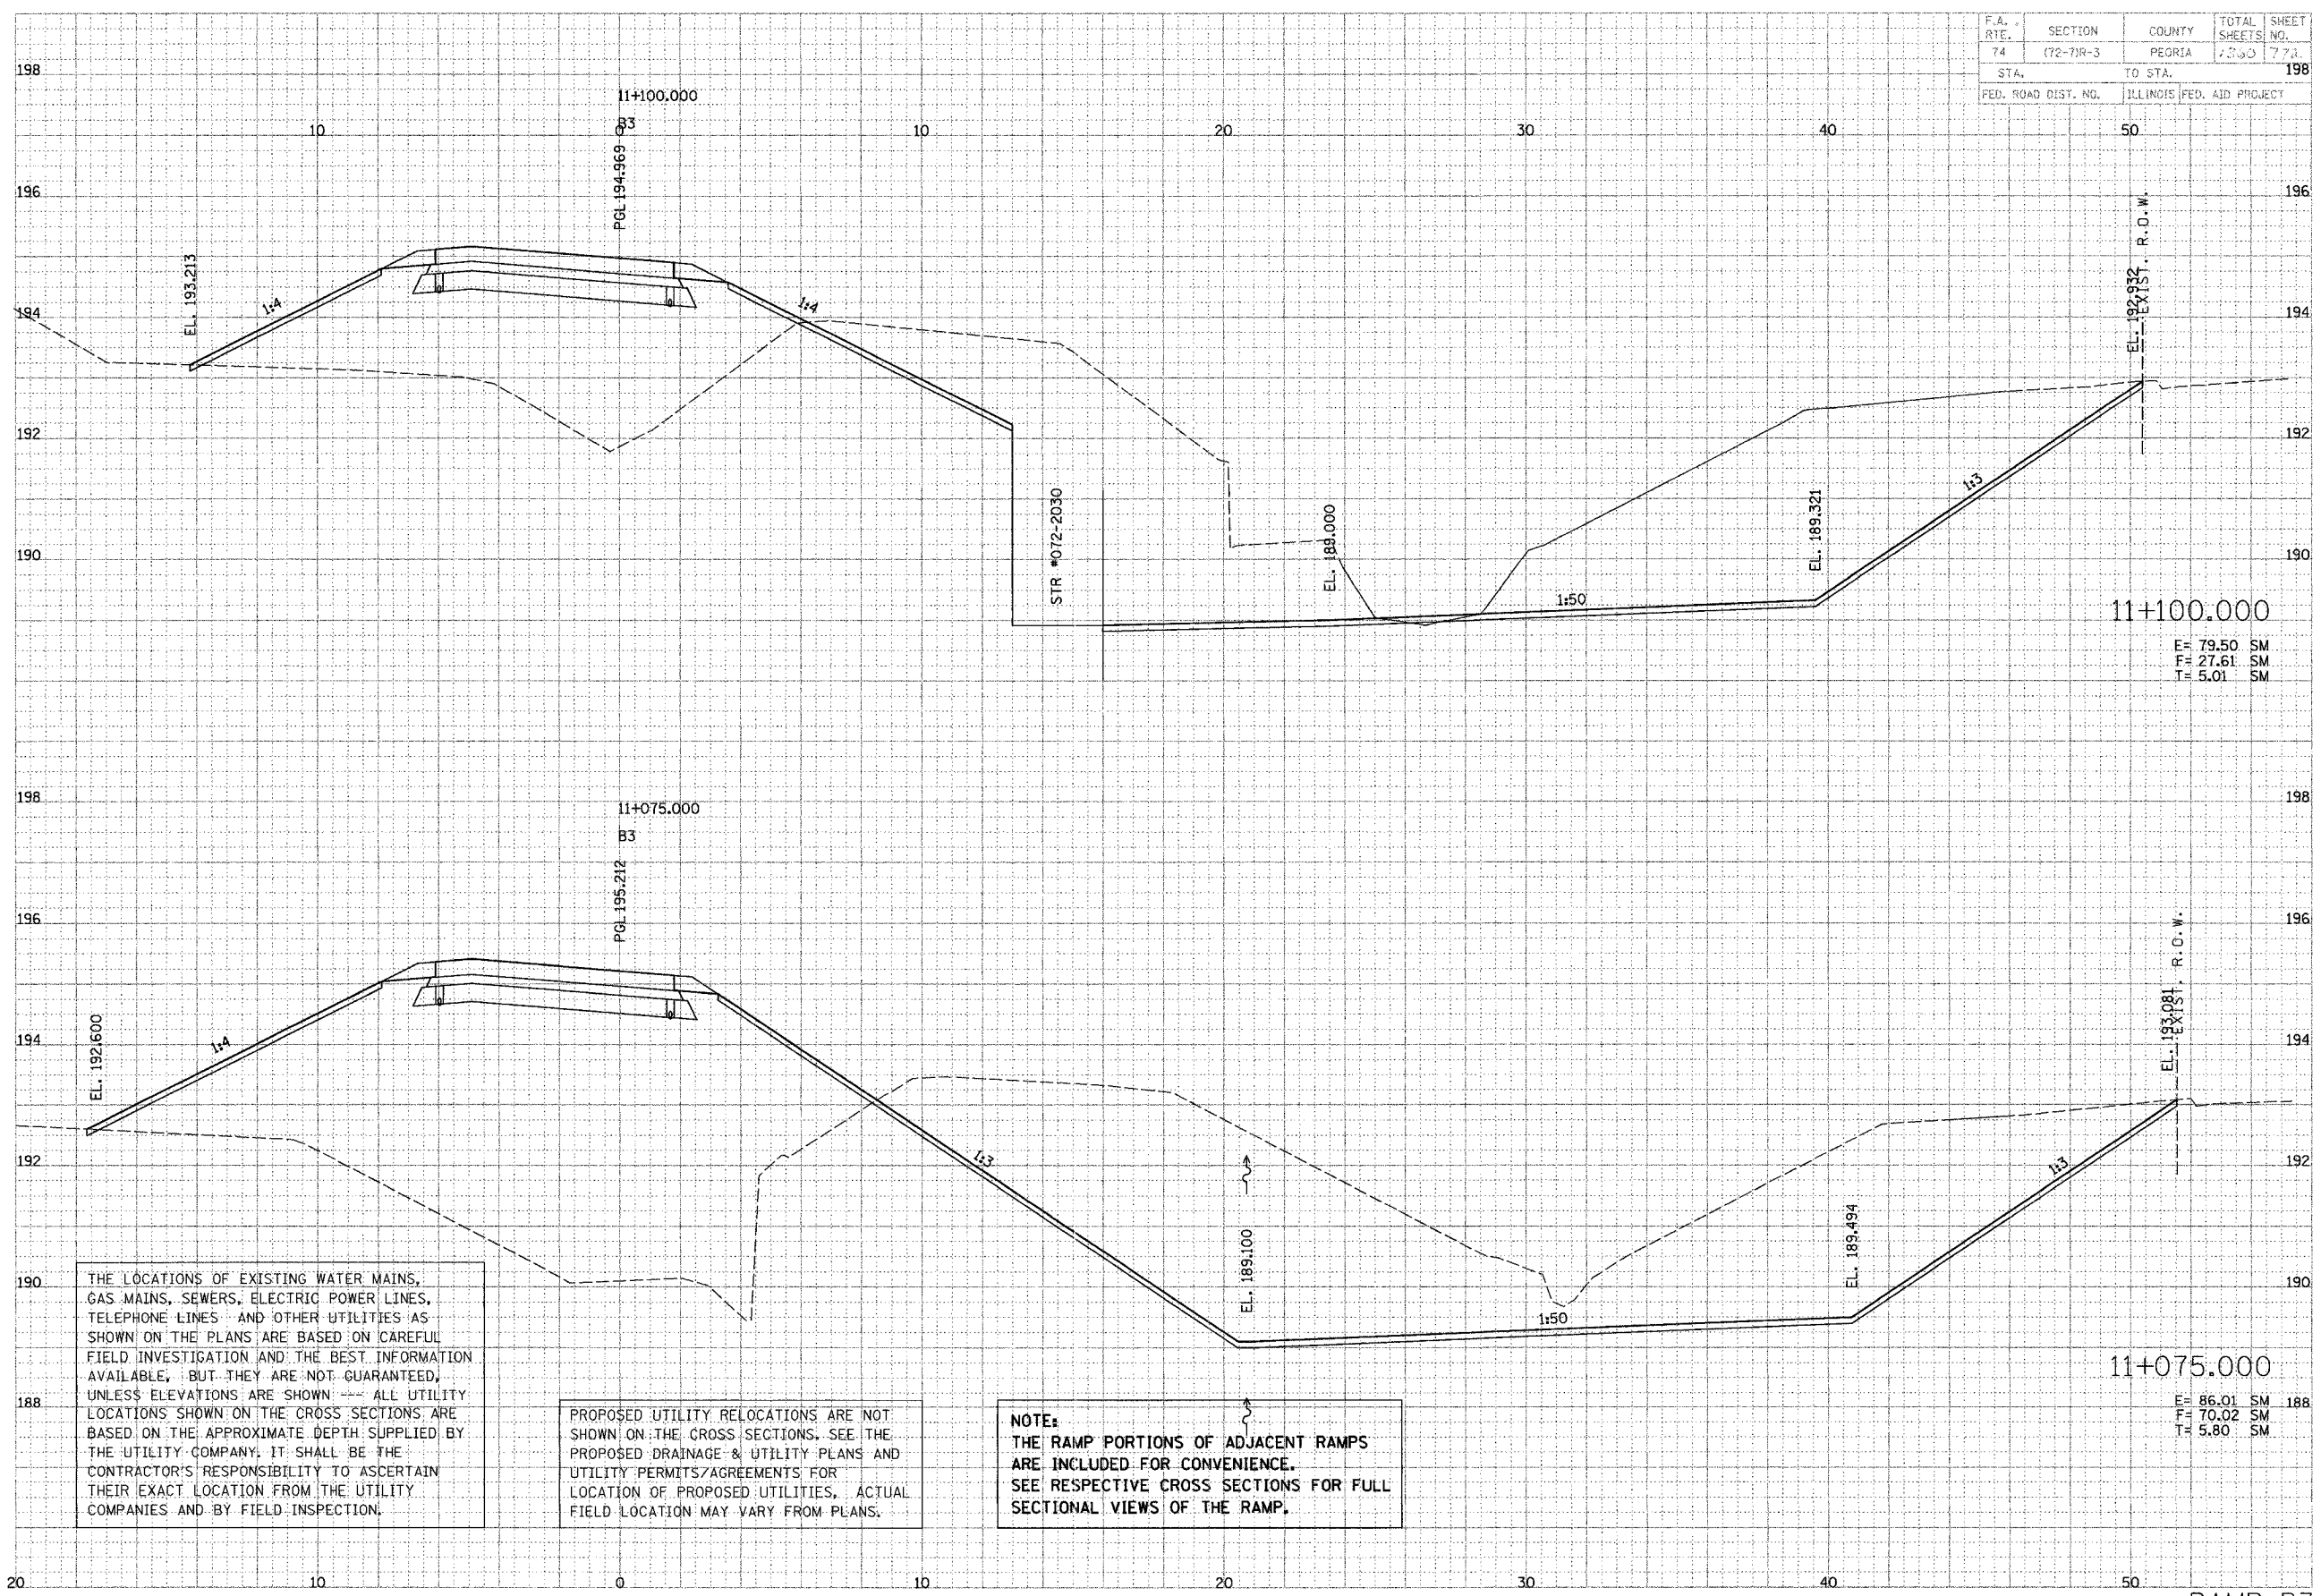 F.A. RTE. SECTION COUNTY TOTAL SHEETS SHEET NO.
74 (72-7)R-3 PEORIA
STA. TO STA.
FED. ROAD DIST. NO. ILLINOIS FED. AID PROJECT
198 198
11+100.000
B3
10 0 10 20 30 40 50
PGL 194.969
196 196
EXIST. R.O.W.
EL. 193.213
EL. 192.932
1:4
1:4
194 194
192 192
STR #072-2030
EL. 189.000
EL. 189.321
1:3
190 190
1:50
11+100.000
E= 79.50 SM
F= 27.61 SM
T= 5.01 SM
198 198
11+075.000
B3
PGL 195.212
196 196
EXIST. R.O.W.
EL. 192.600
EL. 193.081
1:4
194 194
192 192
1:3
1:3
EL. 189.100
EL. 189.494
190 190
1:50
11+075.000
E= 86.01 SM
F= 70.02 SM
T= 5.80 SM
188 188
THE LOCATIONS OF EXISTING WATER MAINS,
GAS MAINS, SEWERS, ELECTRIC POWER LINES,
TELEPHONE LINES AND OTHER UTILITIES AS
SHOWN ON THE PLANS ARE BASED ON CAREFUL
FIELD INVESTIGATION AND THE BEST INFORMATION
AVAILABLE, BUT THEY ARE NOT GUARANTEED,
UNLESS ELEVATIONS ARE SHOWN --- ALL UTILITY
LOCATIONS SHOWN ON THE CROSS SECTIONS ARE
BASED ON THE APPROXIMATE DEPTH SUPPLIED BY
THE UTILITY COMPANY. IT SHALL BE THE
CONTRACTOR'S RESPONSIBILITY TO ASCERTAIN
THEIR EXACT LOCATION FROM THE UTILITY
COMPANIES AND BY FIELD INSPECTION.
PROPOSED UTILITY RELOCATIONS ARE NOT
SHOWN ON THE CROSS SECTIONS. SEE THE
PROPOSED DRAINAGE & UTILITY PLANS AND
UTILITY PERMITS/AGREEMENTS FOR
LOCATION OF PROPOSED UTILITIES, ACTUAL
FIELD LOCATION MAY VARY FROM PLANS.
NOTE:
THE RAMP PORTIONS OF ADJACENT RAMPS
ARE INCLUDED FOR CONVENIENCE.
SEE RESPECTIVE CROSS SECTIONS FOR FULL
SECTIONAL VIEWS OF THE RAMP.
20 10 0 10 20 30 40 50